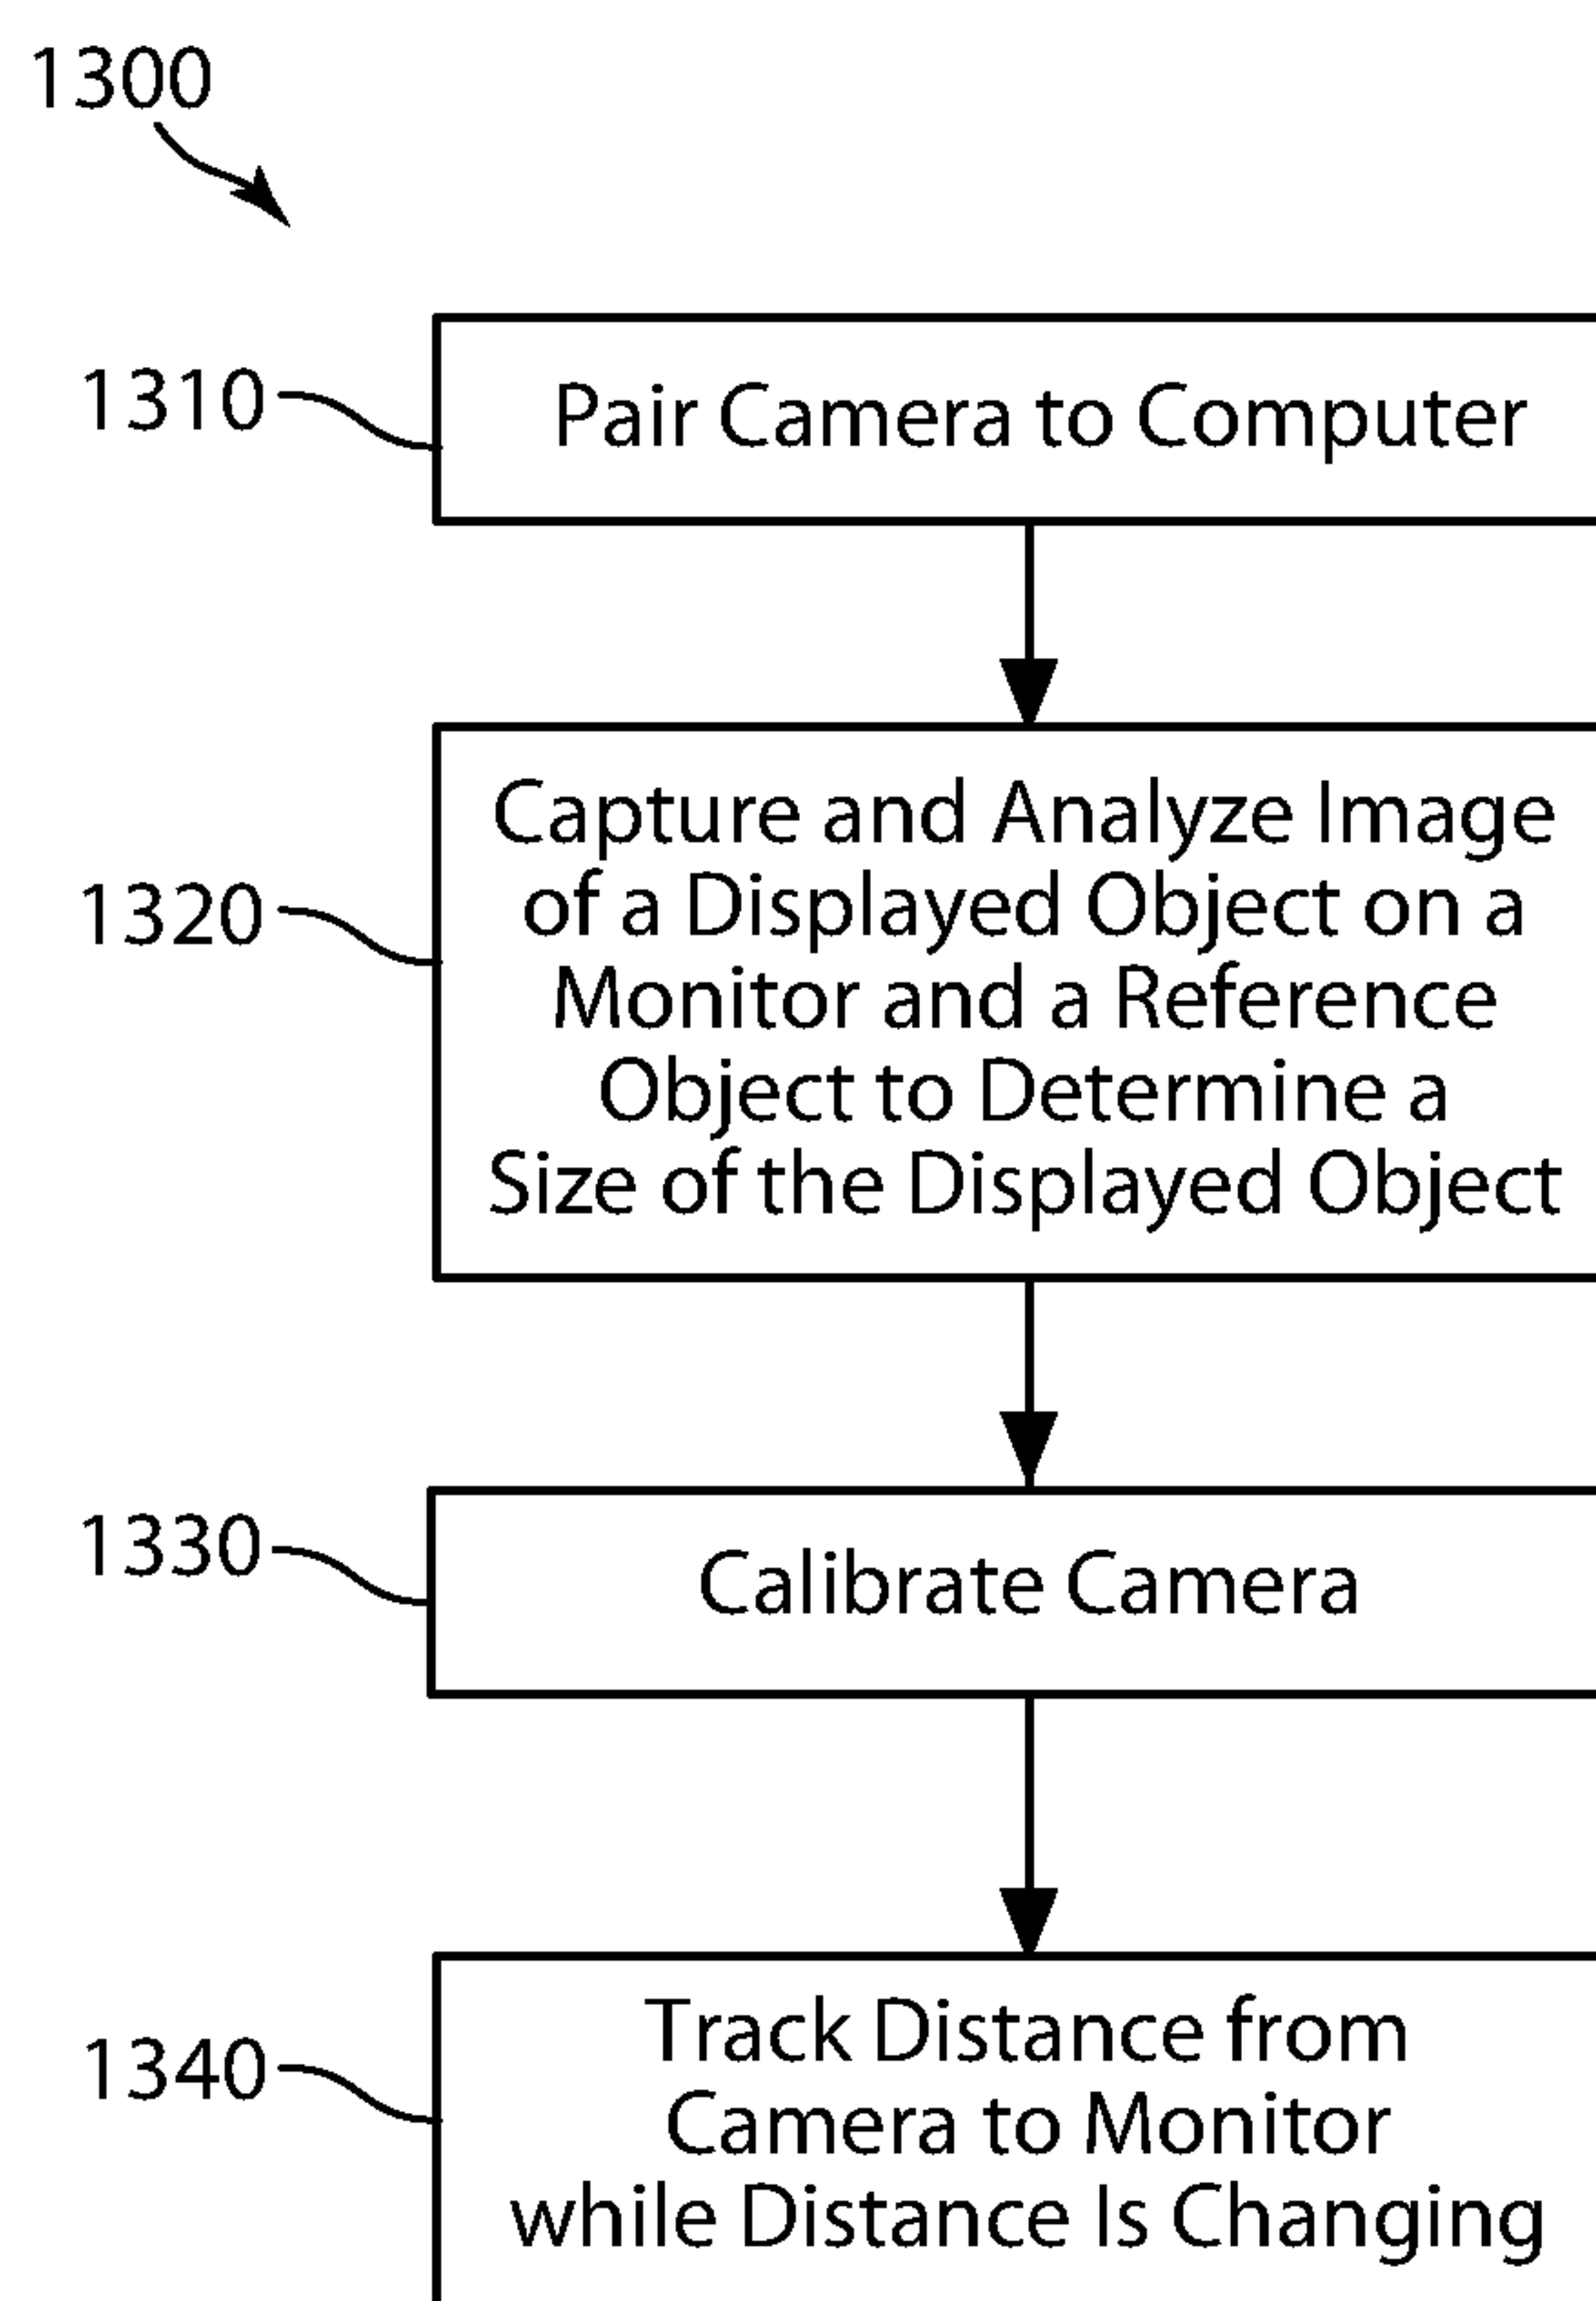 1300
1310
Pair Camera to Computer
1320
Capture and Analyze Image
of a Displayed Object on a
Monitor and a Reference
Object to Determine a
Size of the Displayed Object
1330
Calibrate Camera
1340
Track Distance from
Camera to Monitor
while Distance Is Changing